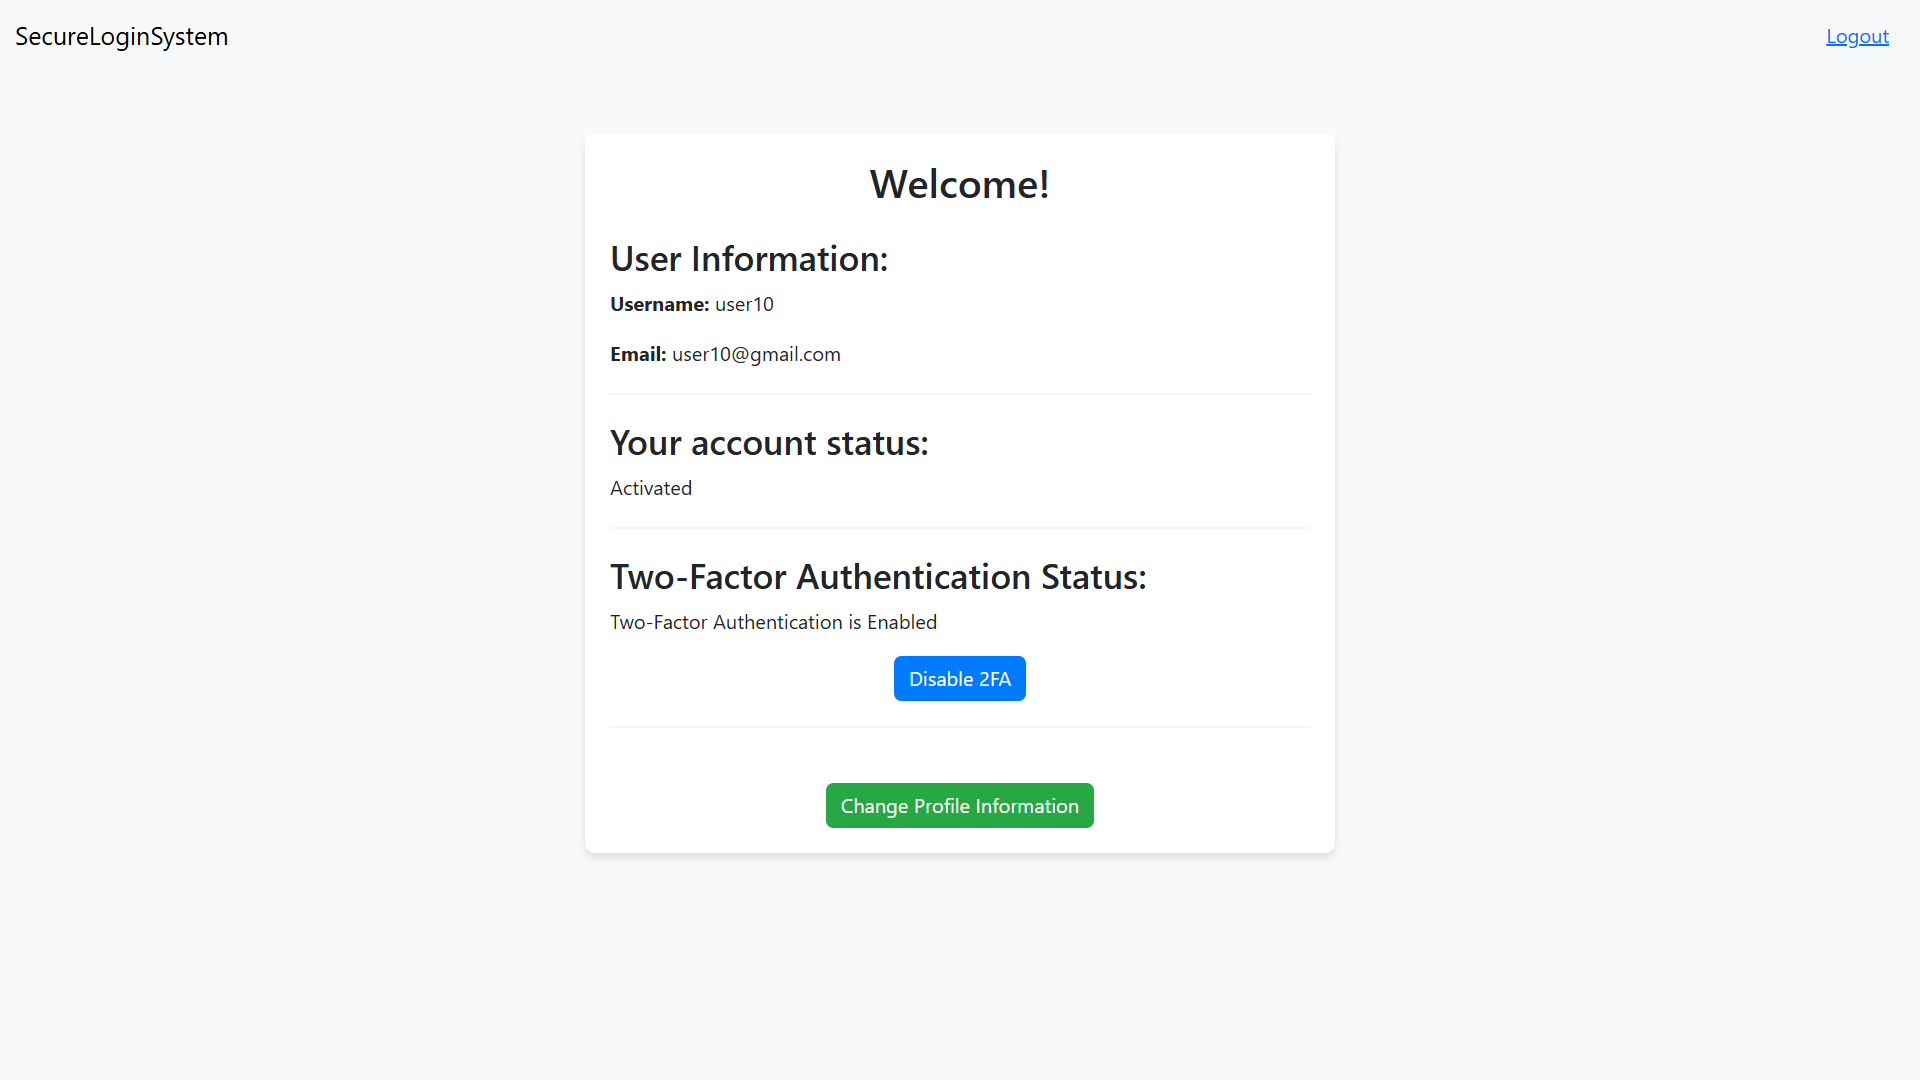 SecureLoginSystem
Logout
Welcome!
User Information:
Username: user10
Email: user10@gmail.com
Your account status:
Activated
Two-Factor Authentication Status:
Two-Factor Authentication is Enabled
Disable 2FA
Change Profile Information